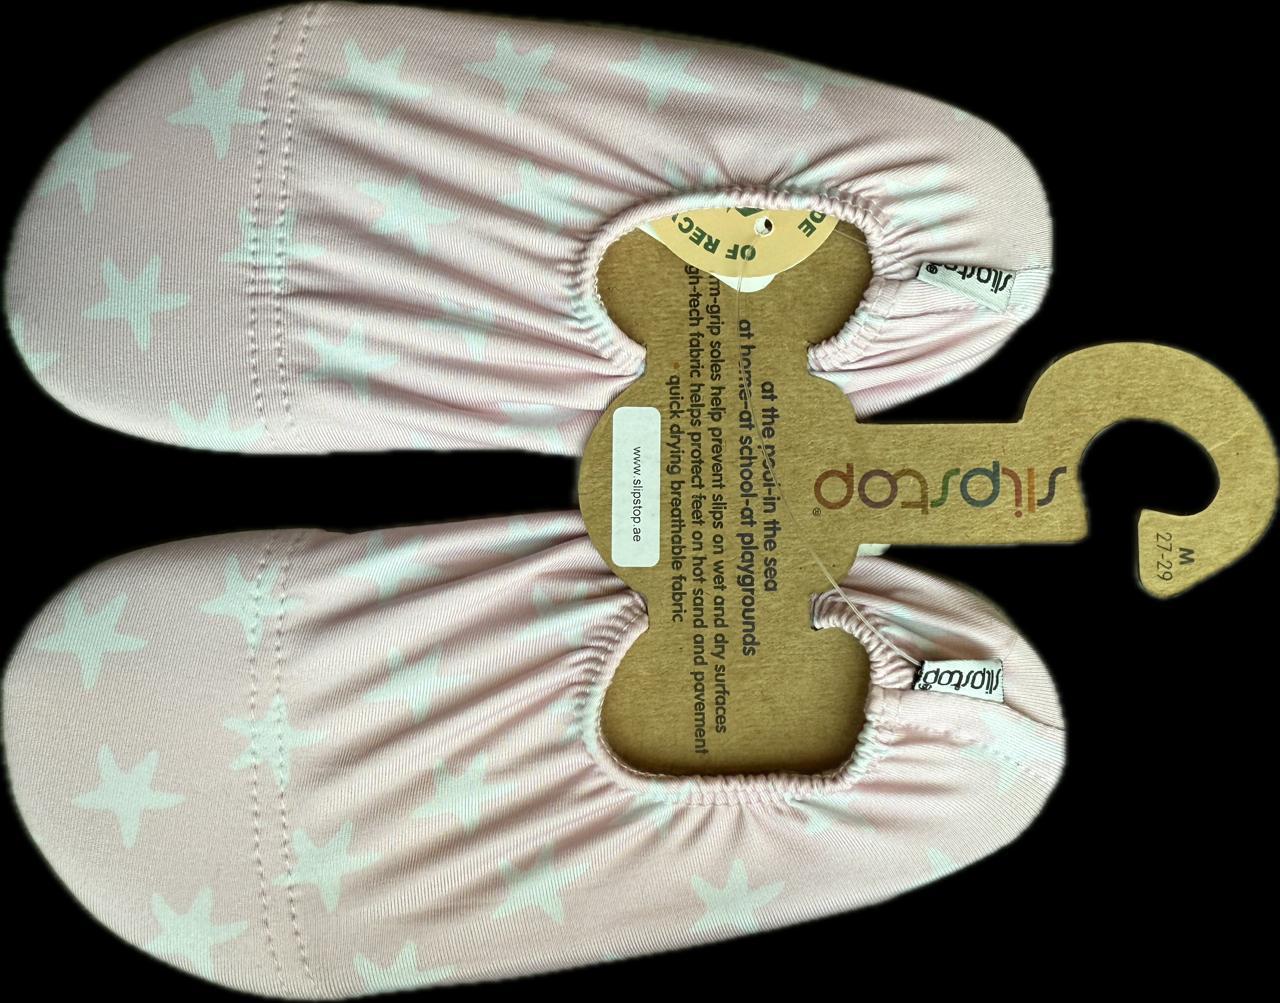 slipstop®
M
27-29
at the pool-in the sea
at home-at school-at playgrounds
rm-grip soles help prevent slips on wet and dry surfaces
gh-tech fabric helps protect feet on hot sand and pavement
quick drying breathable fabric
www.slipstop.ae
OF REC
DE
slipstop®
slipstop®